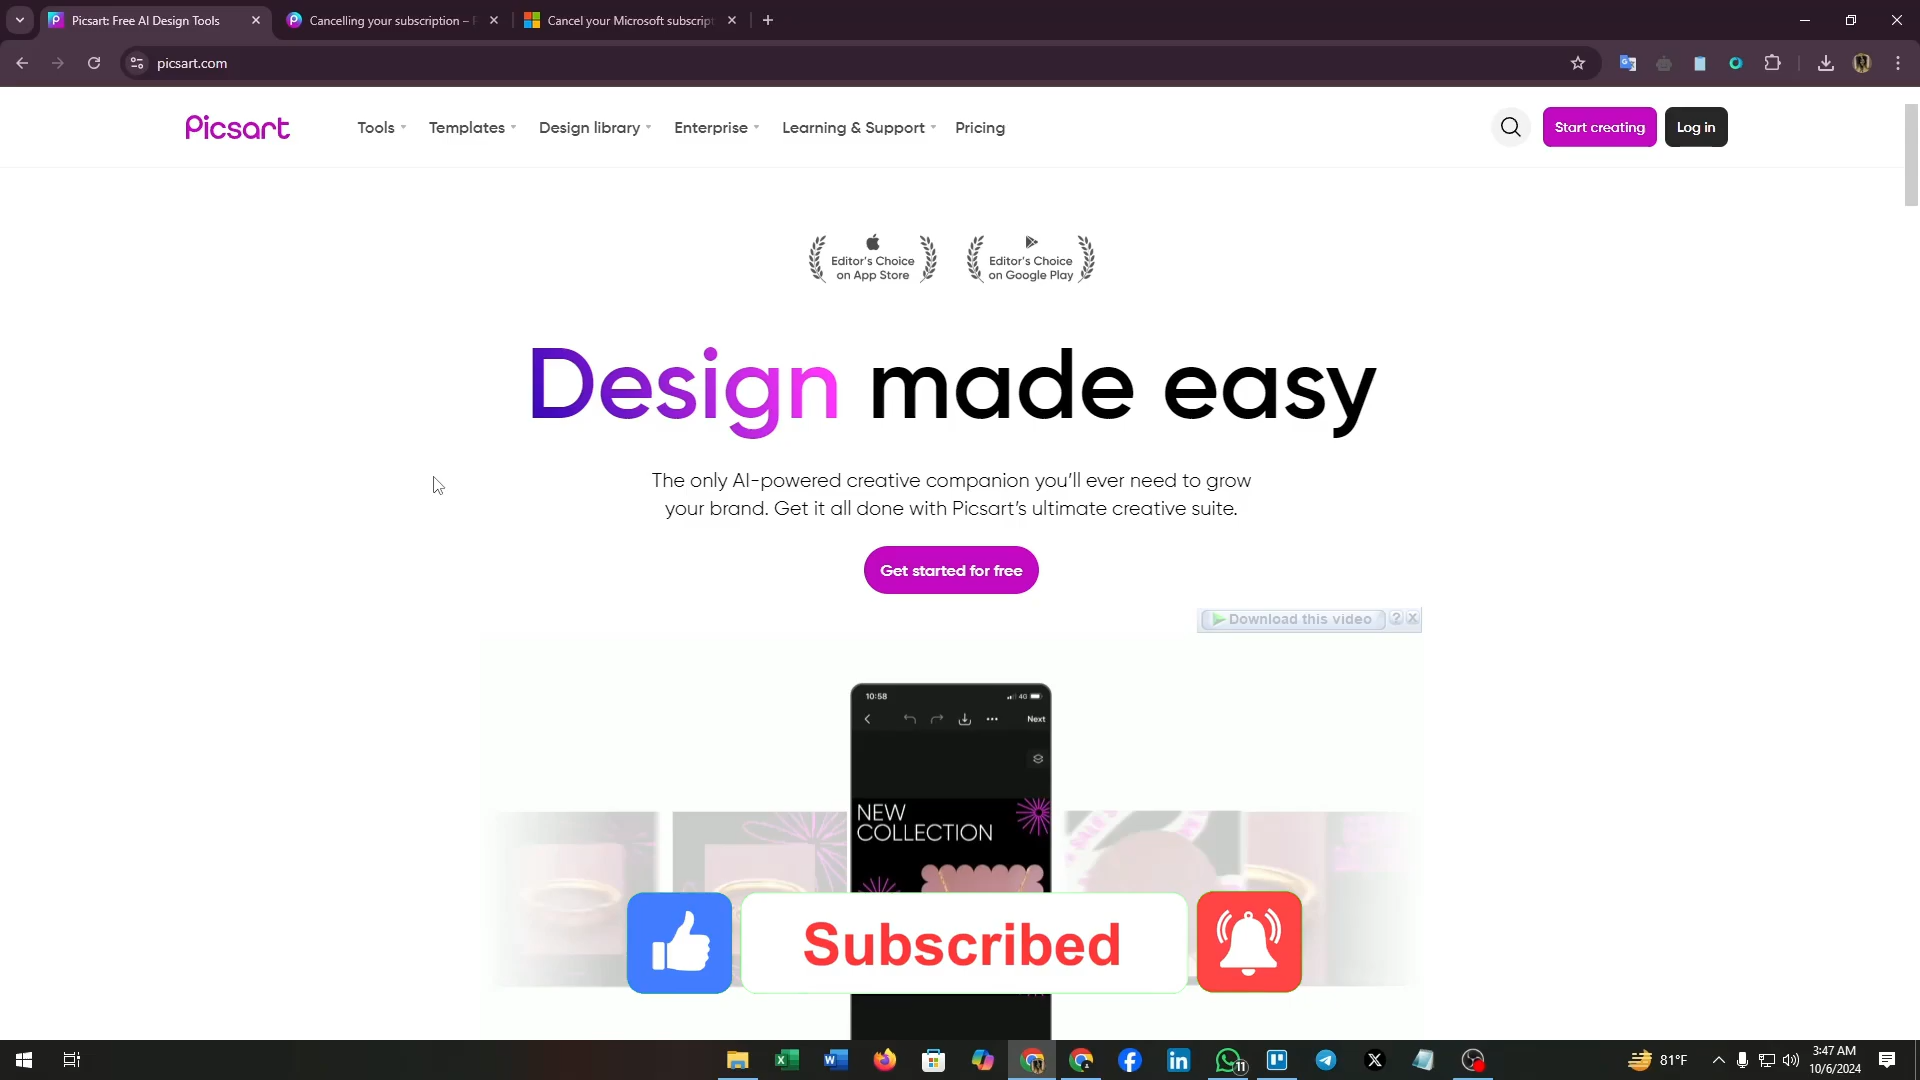 Picsart: Free AI Design Tools
Cancelling your subscription –
Cancel your Microsoft subscript
picsart.com
Picsart
Tools
Templates
Design library
Enterprise
Learning & Support
Pricing
Start creating
Log in
Editor's Choice
on App Store
Editor's Choice
on Google Play
Design made easy
The only AI-powered creative companion you'll ever need to grow
your brand. Get it all done with Picsart's ultimate creative suite.
Get started for free
Download this video
10:58
4G
Next
NEW
COLLECTION
Subscribed
11
81°F
3:47 AM
10/6/2024